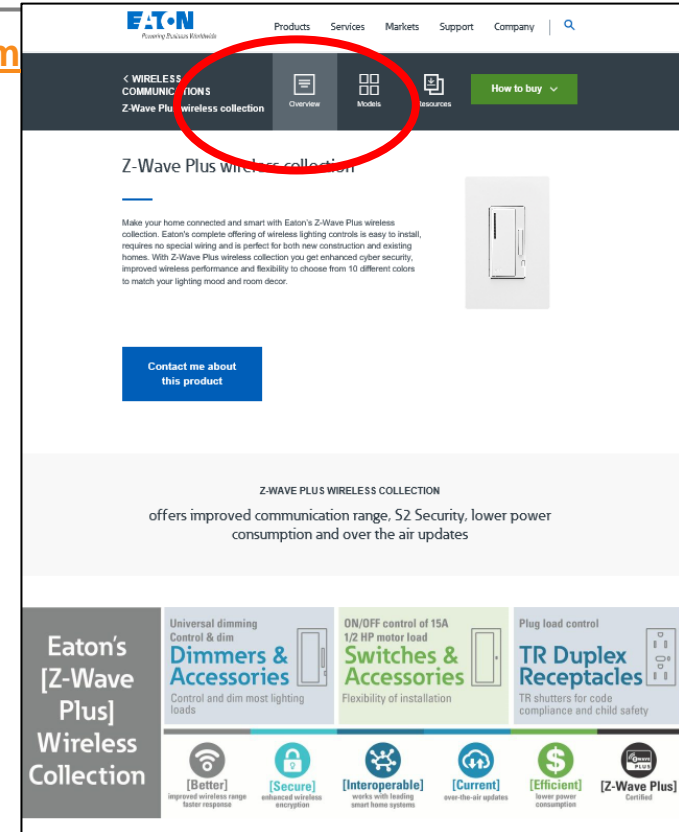 m
EATON
Powering Business Worldwide
Products Services Markets Support Company
< WIRELESS
COMMUNICATIONS
Z-Wave Plus wireless collection
Overview
Models
Resources
How to buy
Z-Wave Plus wireless collection
Make your home connected and smart with Eaton's Z-Wave Plus wireless
collection. Eaton's complete offering of wireless lighting controls is easy to install,
requires no special wiring and is perfect for both new construction and existing
homes. With Z-Wave Plus wireless collection you get enhanced cyber security,
improved wireless performance and flexibility to choose from 10 different colors
to match your lighting mood and room decor.
Contact me about
this product
Z-WAVE PLUS WIRELESS COLLECTION
offers improved communication range, S2 Security, lower power
consumption and over the air updates
Eaton's
[Z-Wave
Plus]
Wireless
Collection
Universal dimming
Control & dim
Dimmers &
Accessories
Control and dim most lighting
loads
ON/OFF control of 15A
1/2 HP motor load
Switches &
Accessories
Flexibility of installation
Plug load control
TR Duplex
Receptacles
TR shutters for code
compliance and child safety
[Better]
improved wireless range
faster response
[Secure]
enhanced wireless
encryption
[Interoperable]
works with leading
smart home systems
[Current]
over-the-air updates
[Efficient]
lower power
consumption
Z-WAVE
PLUS
[Z-Wave Plus]
Certified